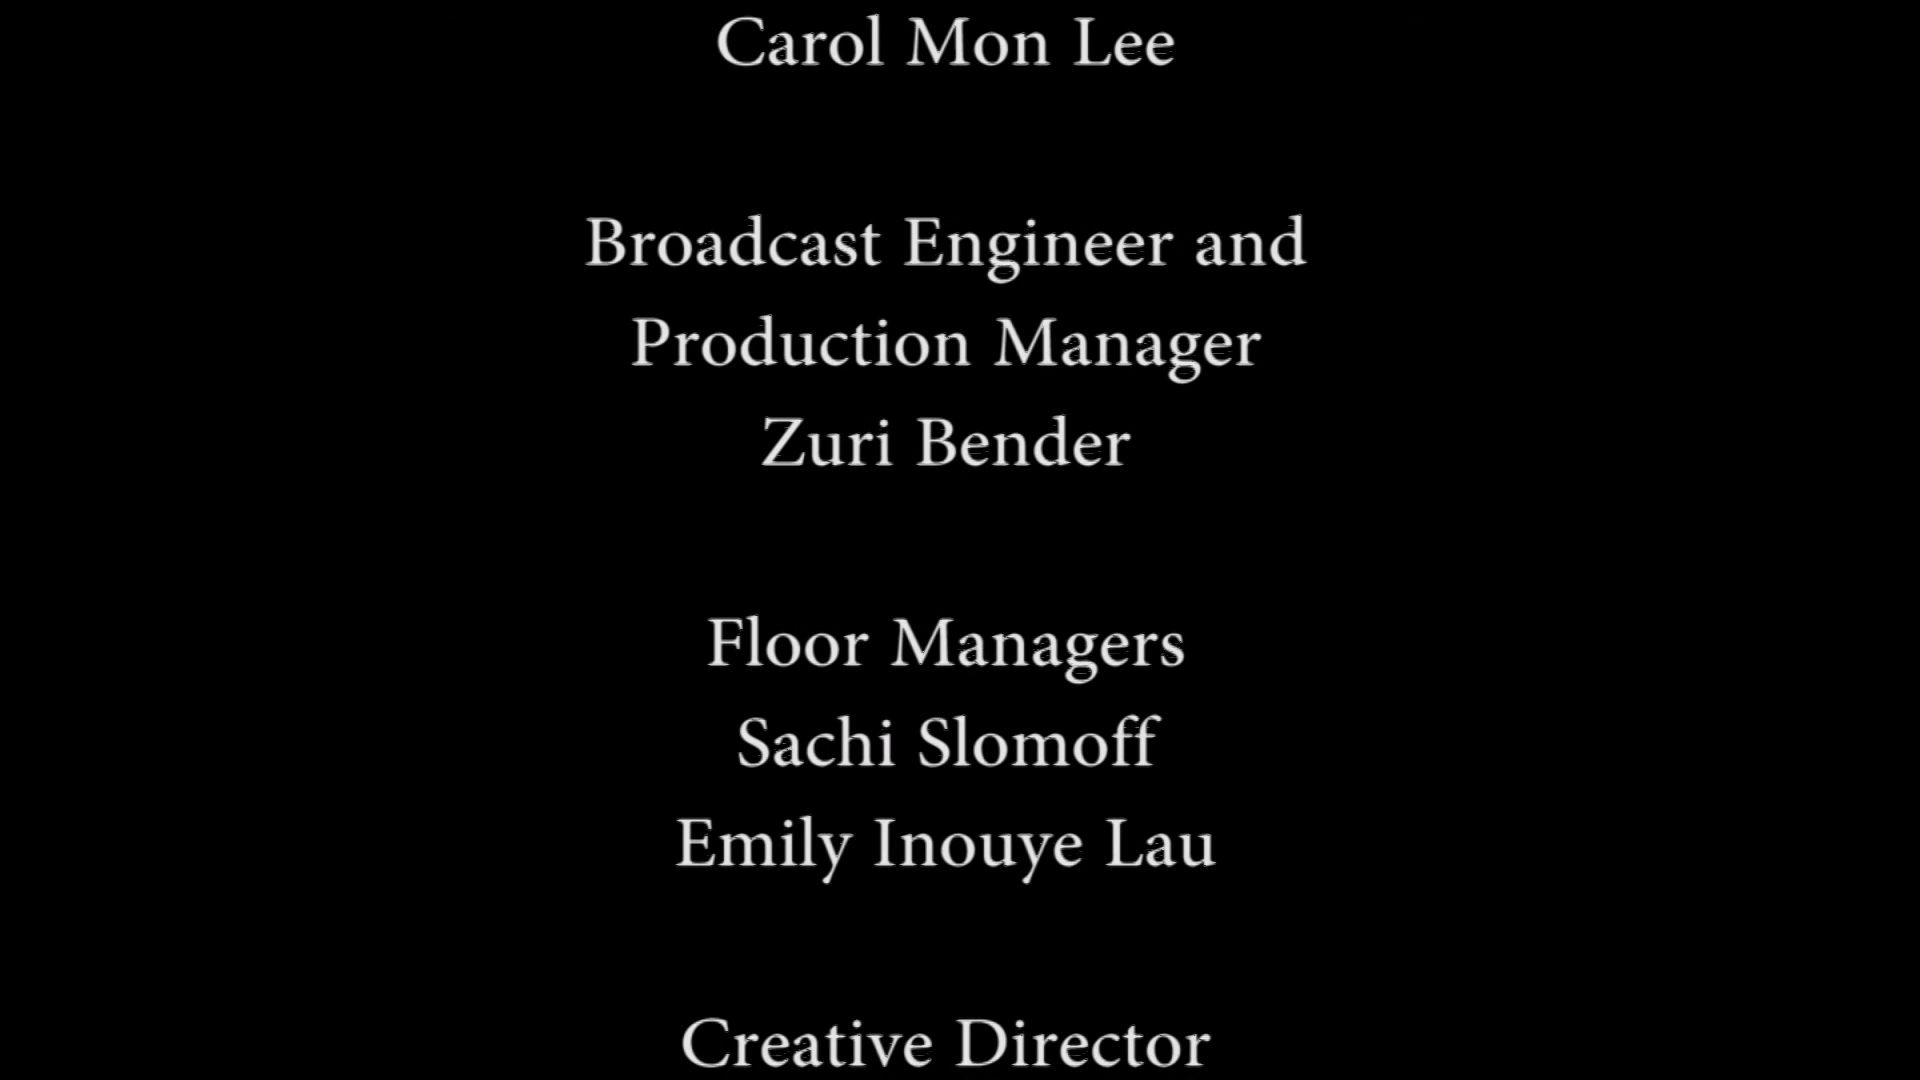 Carol Mon Lee
Broadcast Engineer and
Production Manager
Zuri Bender
Floor Managers
Sachi Slomoff
Emily Inouye Lau
Creative Director